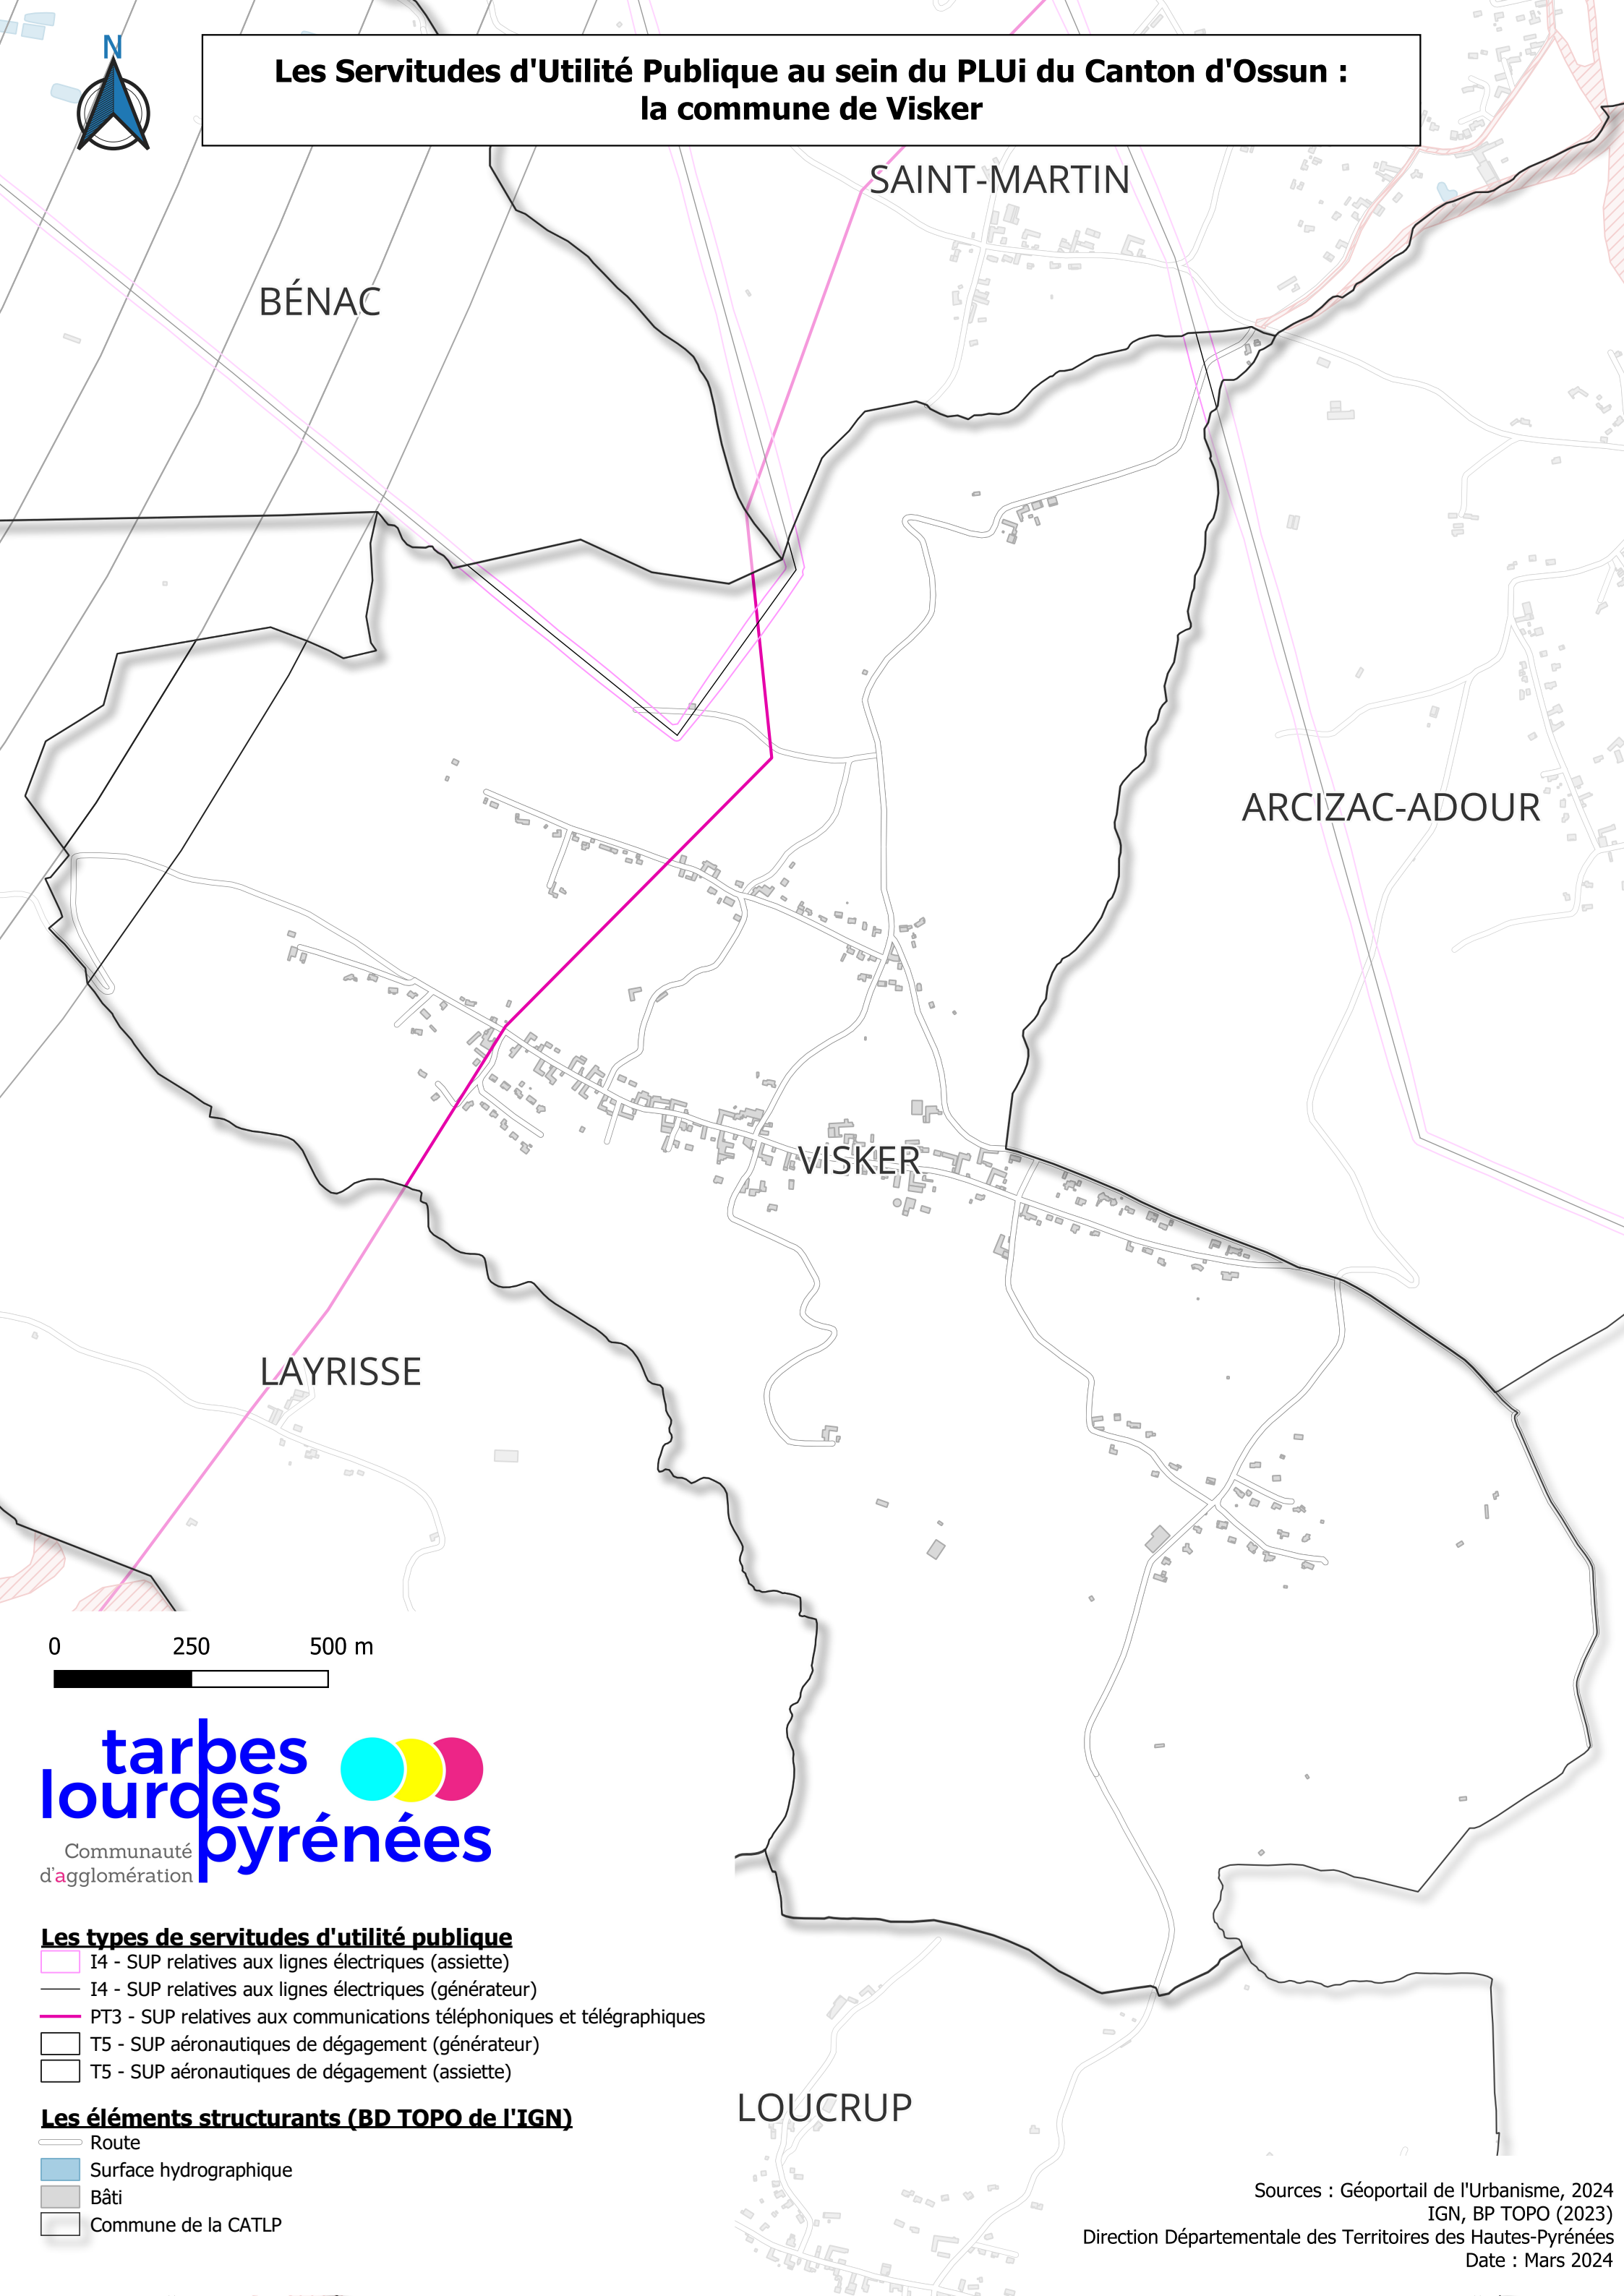 N
Les Servitudes d'Utilité Publique au sein du PLUi du Canton d'Ossun :
la commune de Visker
SAINT-MARTIN
BÉNAC
ARCIZAC-ADOUR
VISKER
LAYRISSE
0 250 500 m
tarbes
lourdes
pyrénées
Communauté
d'agglomération
Les types de servitudes d'utilité publique
I4 - SUP relatives aux lignes électriques (assiette)
I4 - SUP relatives aux lignes électriques (générateur)
PT3 - SUP relatives aux communications téléphoniques et télégraphiques
T5 - SUP aéronautiques de dégagement (générateur)
T5 - SUP aéronautiques de dégagement (assiette)
LOUCRUP
Les éléments structurants (BD TOPO de l'IGN)
Route
Surface hydrographique
Bâti
Commune de la CATLP
Sources : Géoportail de l'Urbanisme, 2024
IGN, BP TOPO (2023)
Direction Départementale des Territoires des Hautes-Pyrénées
Date : Mars 2024